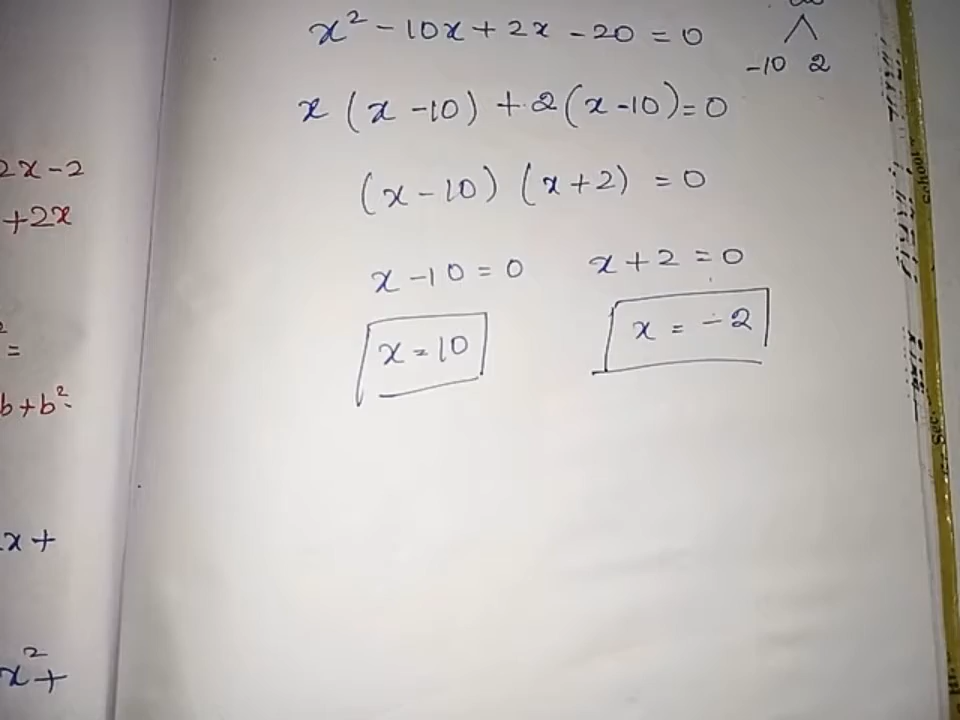 x² - 10x + 2x - 20 = 0
-10 2
x (x - 10) + 2 (x - 10) = 0
(x - 10) (x + 2) = 0
x - 10 = 0 x + 2 = 0
x = 10 x = -2
2x - 2
+ 2x
2
=
b + b²
x +
x² +